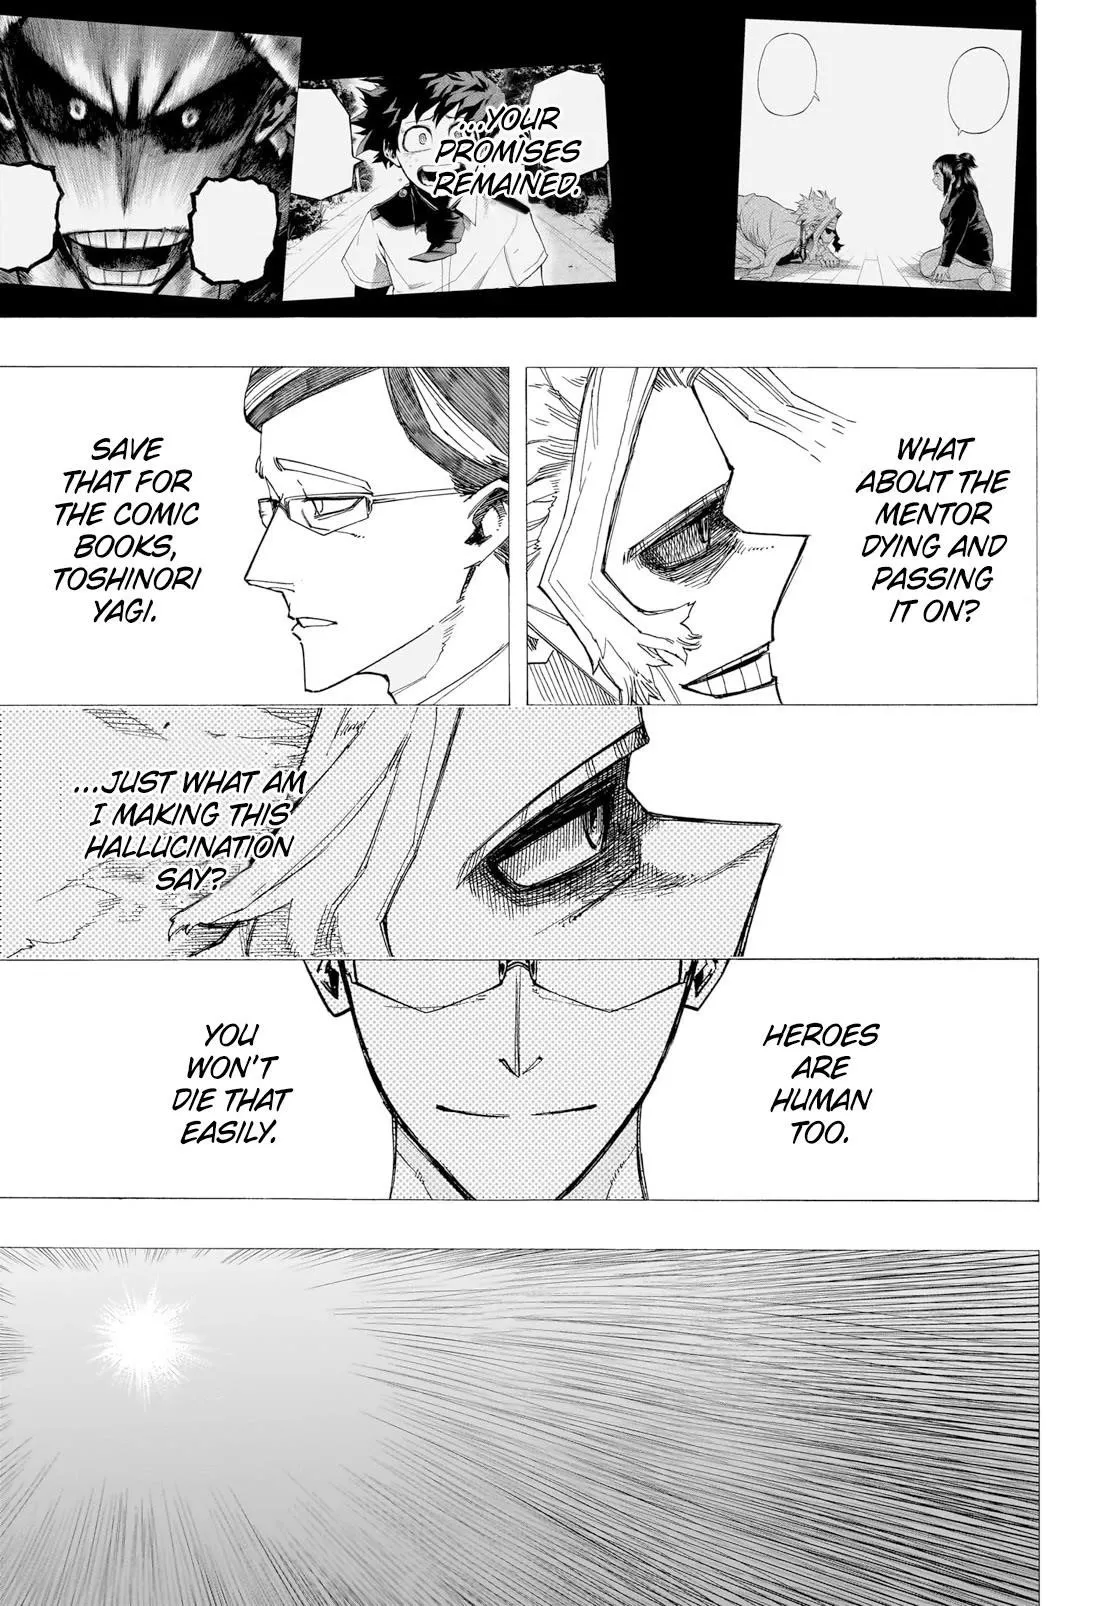 ...YOUR
PROMISES
REMAINED.
WHAT
ABOUT THE
MENTOR
DYING AND
PASSING
IT ON?
SAVE
THAT FOR
THE COMIC
BOOKS,
TOSHINORI
YAGI.
...JUST WHAT AM
I MAKING THIS
HALLUCINATION
SAY?
HEROES
ARE
HUMAN
TOO.
YOU
WON'T
DIE THAT
EASILY.